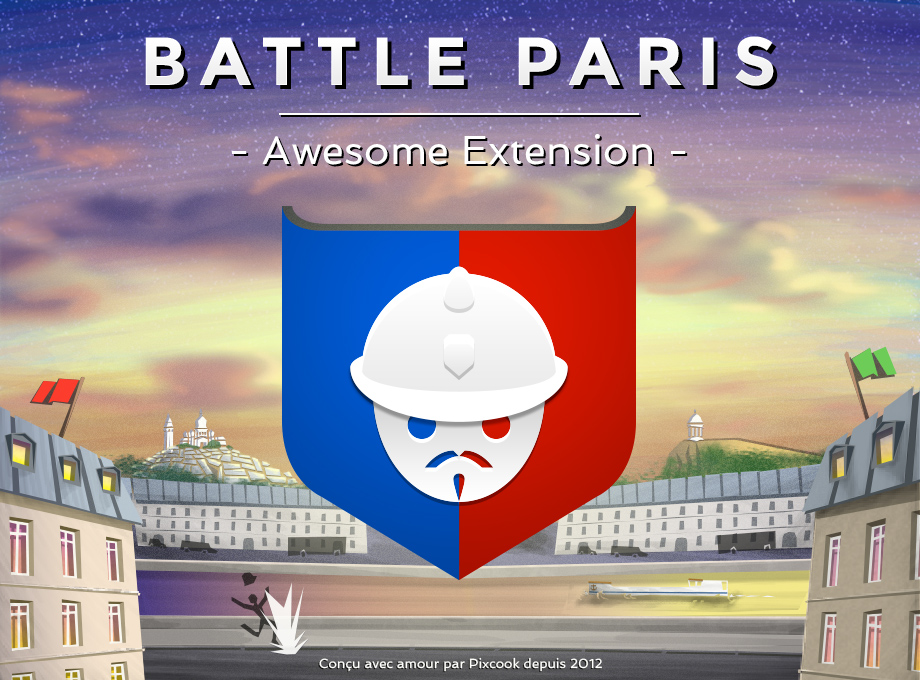 BATTLE PARIS
- Awesome Extension -
Conçu avec amour par Pixcook depuis 2012